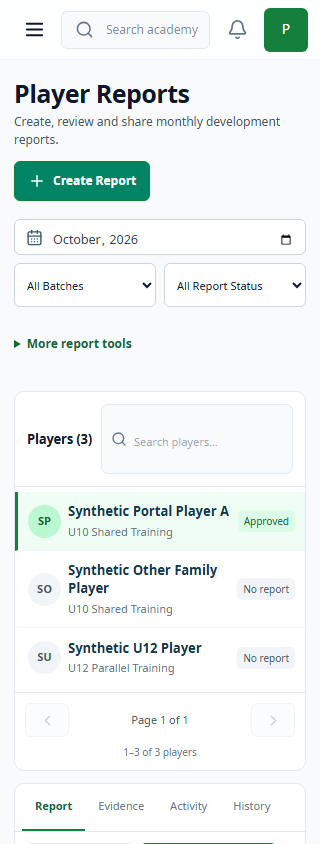 Search academy
P
Player Reports
Create, review and share monthly development
reports.
Create Report
October, 2026
All Batches
All Report Status
More report tools
Players (3)
Search players...
SP
Synthetic Portal Player A
U10 Shared Training
Approved
SO
Synthetic Other Family
Player
U10 Shared Training
No report
SU
Synthetic U12 Player
U12 Parallel Training
No report
Page 1 of 1
1–3 of 3 players
Report
Evidence
Activity
History